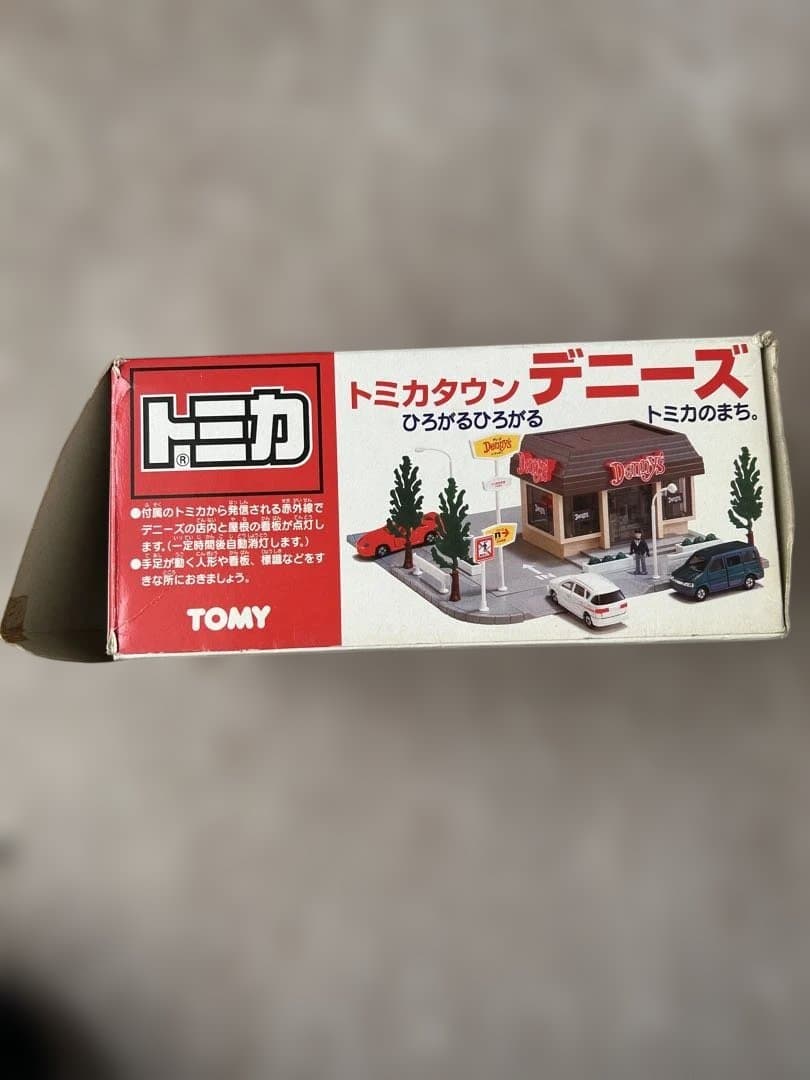 トミカ
®
●付属のトミカから発信される赤外線で
デニーズの店内と屋根の看板が点灯し
ます。(一定時間後自動消灯します。)
●手足が動く人形や看板、標識などをす
きな所におきましょう。
TOMY
トミカタウン デニーズ
ひろがるひろがる
トミカのまち。
Denny's
Denny's
Denny's